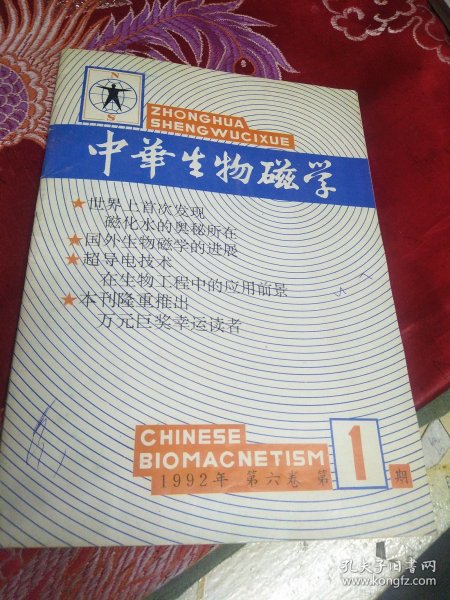 N
S
ZHONGHUA
SHENGWUCIXUE
中華生物磁学
★世界上首次发现
磁化水的奥秘所在
★国外生物磁学的进展
★超导电技术
在生物工程中的应用前景
★本刊隆重推出
万元巨奖幸运读者
CHINESE
BIOMACNETISM
1992年 第六卷 第1期
孔夫子旧书网
www.kongfz.com